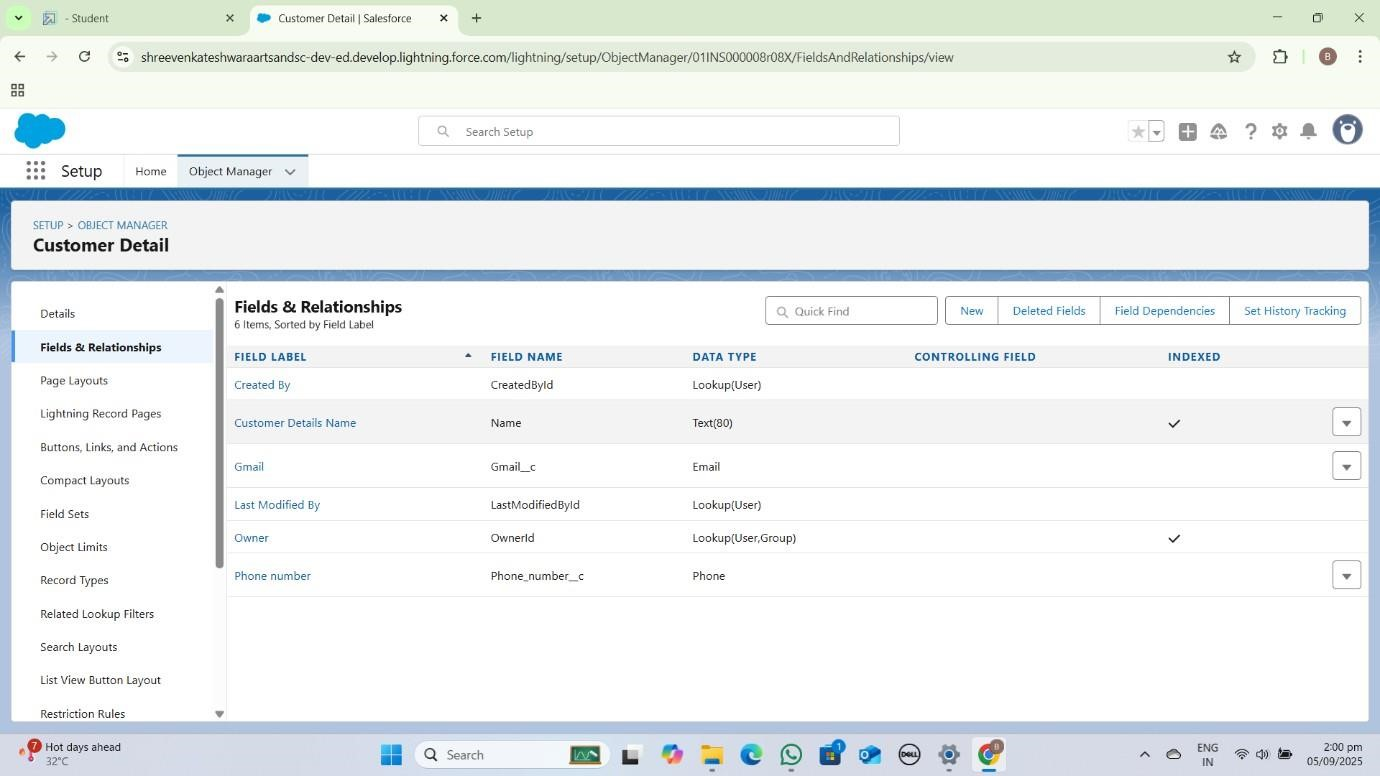 - Student
Customer Detail | Salesforce
shreevenkateshwaraartsandsc-dev-ed.develop.lightning.force.com/lightning/setup/ObjectManager/01INS000008r08X/FieldsAndRelationships/view
B
Search Setup
Setup Home Object Manager
SETUP > OBJECT MANAGER
Customer Detail
Details
Fields & Relationships
Page Layouts
Lightning Record Pages
Buttons, Links, and Actions
Compact Layouts
Field Sets
Object Limits
Record Types
Related Lookup Filters
Search Layouts
List View Button Layout
Restriction Rules
Fields & Relationships
6 Items, Sorted by Field Label
Quick Find
New Deleted Fields Field Dependencies Set History Tracking
FIELD LABEL FIELD NAME DATA TYPE CONTROLLING FIELD INDEXED
Created By CreatedById Lookup(User)
Customer Details Name Name Text(80)
Gmail Gmail__c Email
Last Modified By LastModifiedById Lookup(User)
Owner OwnerId Lookup(User,Group)
Phone number Phone_number__c Phone
7 Hot days ahead
32°C
Search
DELL
1
B
ENG
IN
2:00 pm
05/09/2025